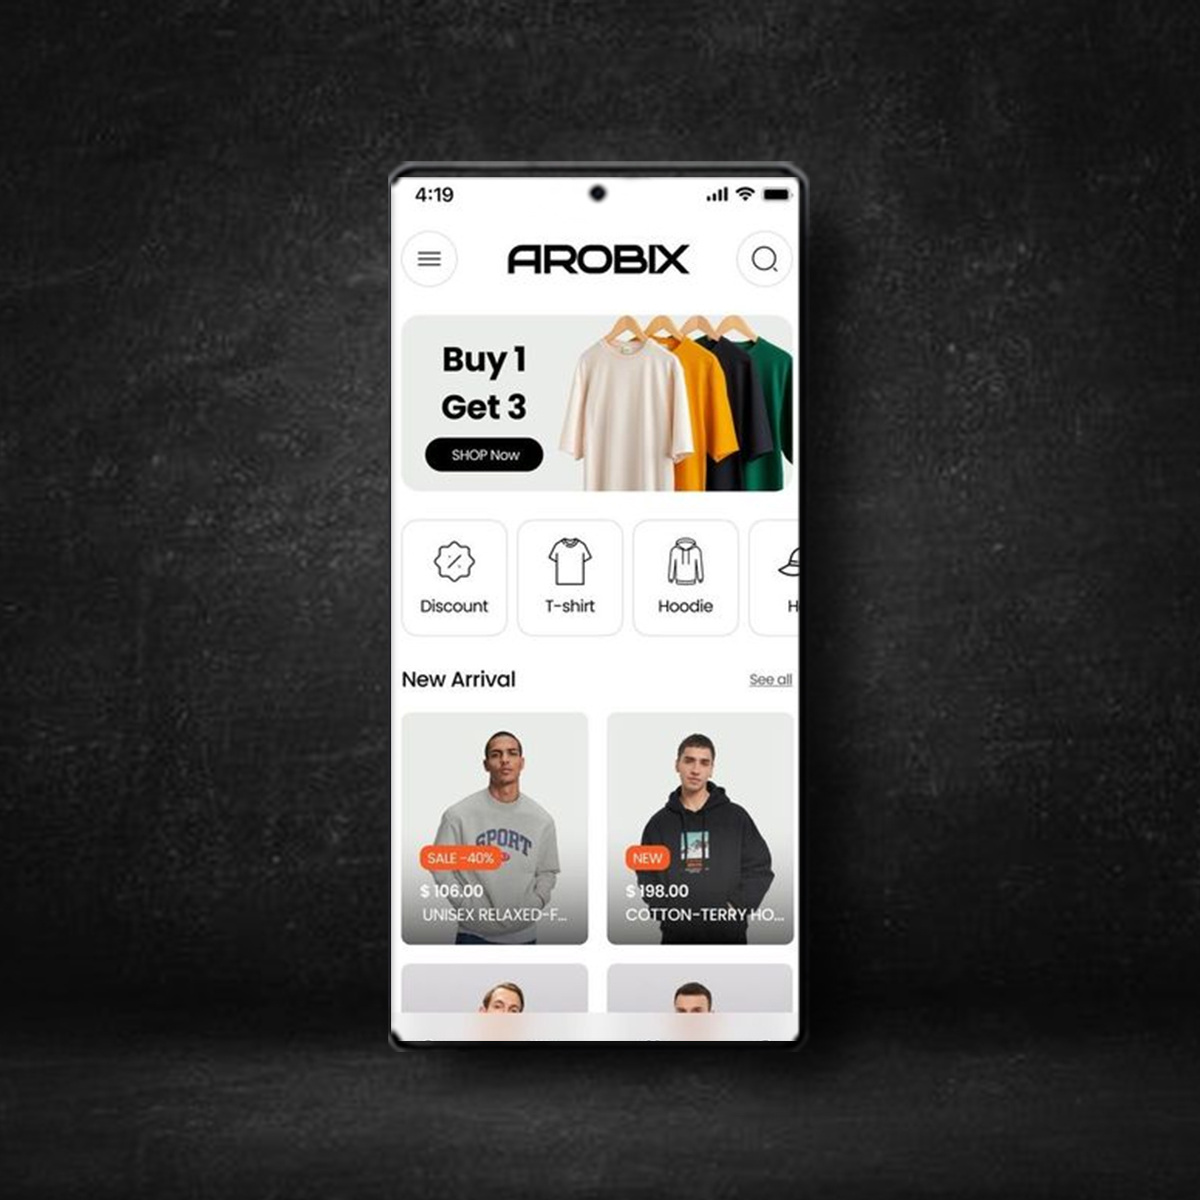 4:19
AROBIX
Buy 1
Get 3
SHOP Now
Discount
T-shirt
Hoodie
H
New Arrival
See all
SPORT
SALE -40%
$ 106.00
UNISEX RELAXED-F...
NEW
$ 198.00
COTTON-TERRY HO...